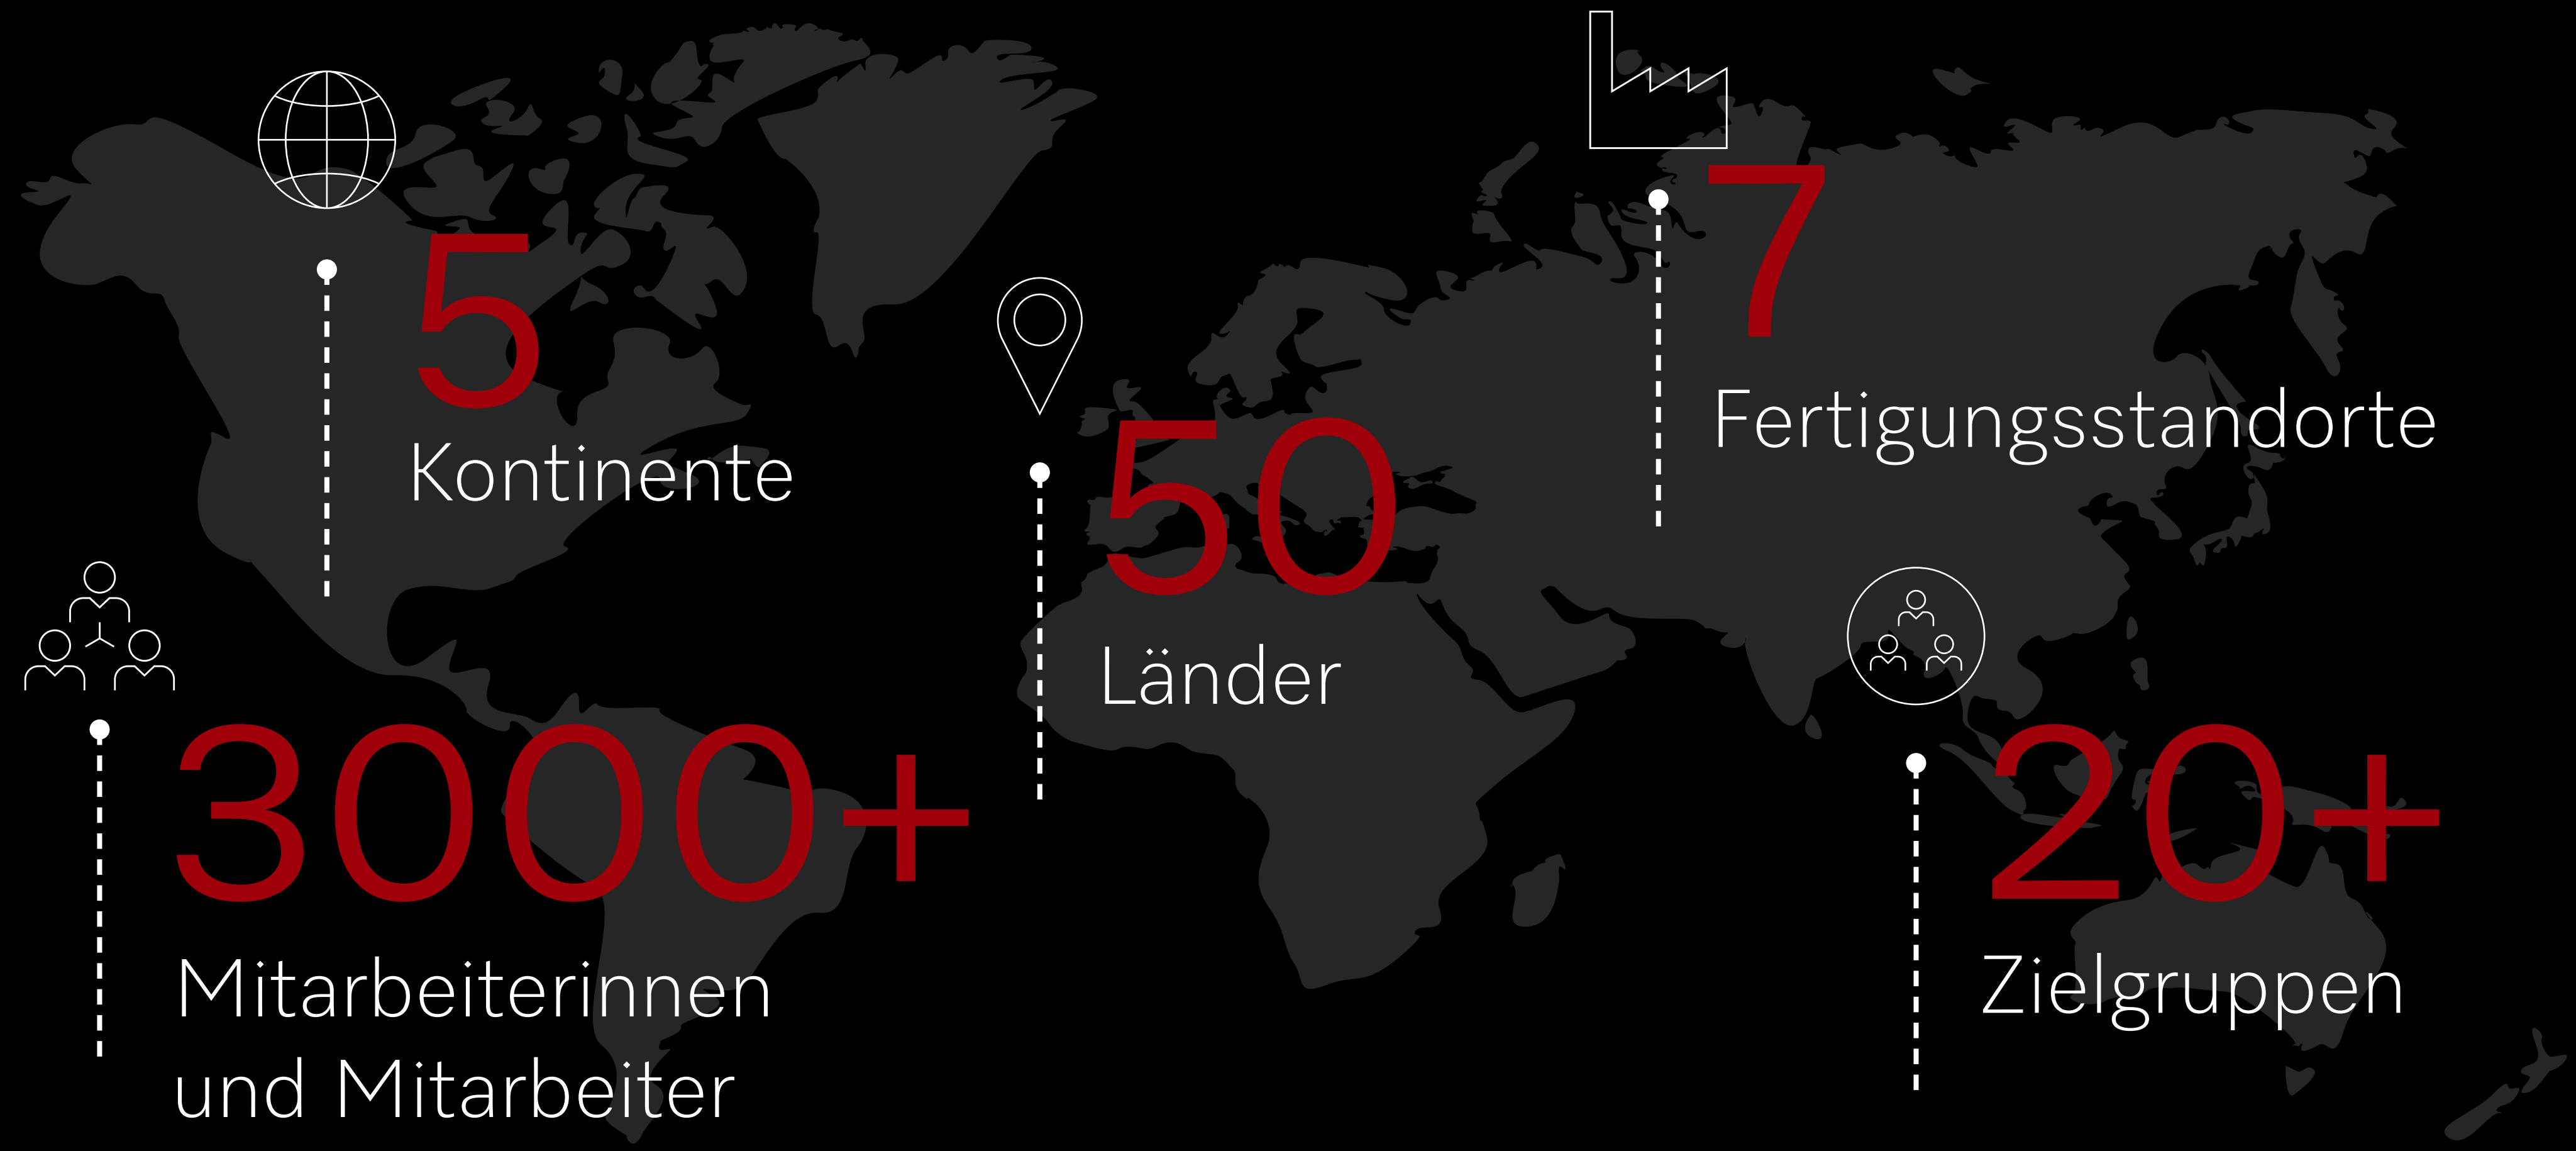 5
Kontinente
50
Länder
7
Fertigungsstandorte
3000+
Mitarbeiterinnen
und Mitarbeiter
20+
Zielgruppen